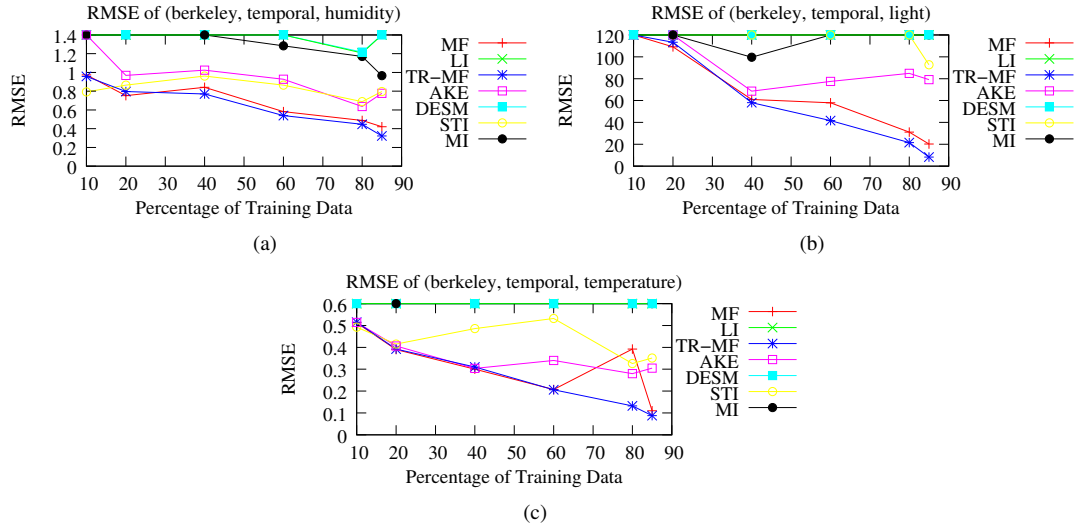 RMSE of (berkeley, temporal, humidity)
RMSE
1.4
1.2
1
0.8
0.6
0.4
0.2
0
10 20 30 40 50 60 70 80 90
Percentage of Training Data
MF
LI
TR−MF
AKE
DESM
STI
MI
(a)
RMSE of (berkeley, temporal, light)
RMSE
120
100
80
60
40
20
0
10 20 30 40 50 60 70 80 90
Percentage of Training Data
MF
LI
TR−MF
AKE
DESM
STI
MI
(b)
RMSE of (berkeley, temporal, temperature)
RMSE
0.6
0.5
0.4
0.3
0.2
0.1
0
10 20 30 40 50 60 70 80 90
Percentage of Training Data
MF
LI
TR−MF
AKE
DESM
STI
MI
(c)